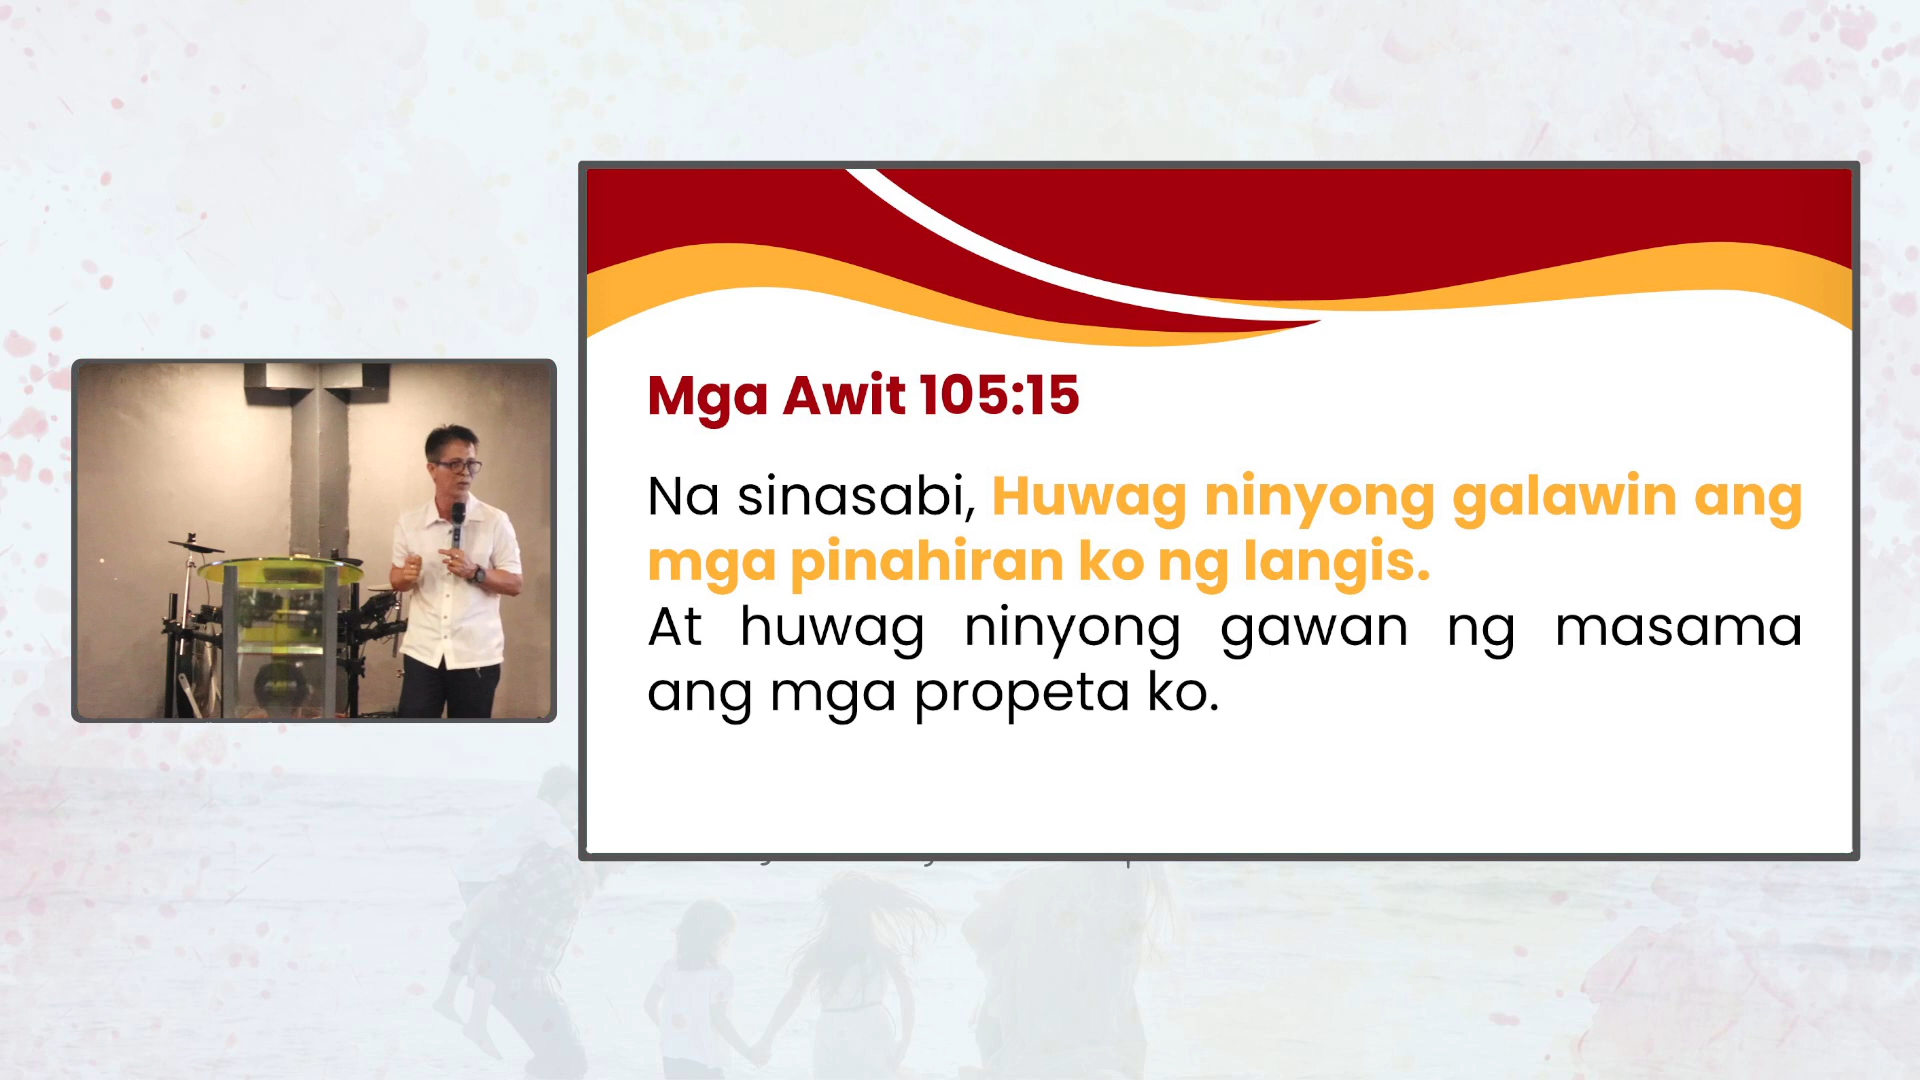 Mga Awit 105:15
Na sinasabi, Huwag ninyong galawin ang
mga pinahiran ko ng langis.
At huwag ninyong gawan ng masama
ang mga propeta ko.